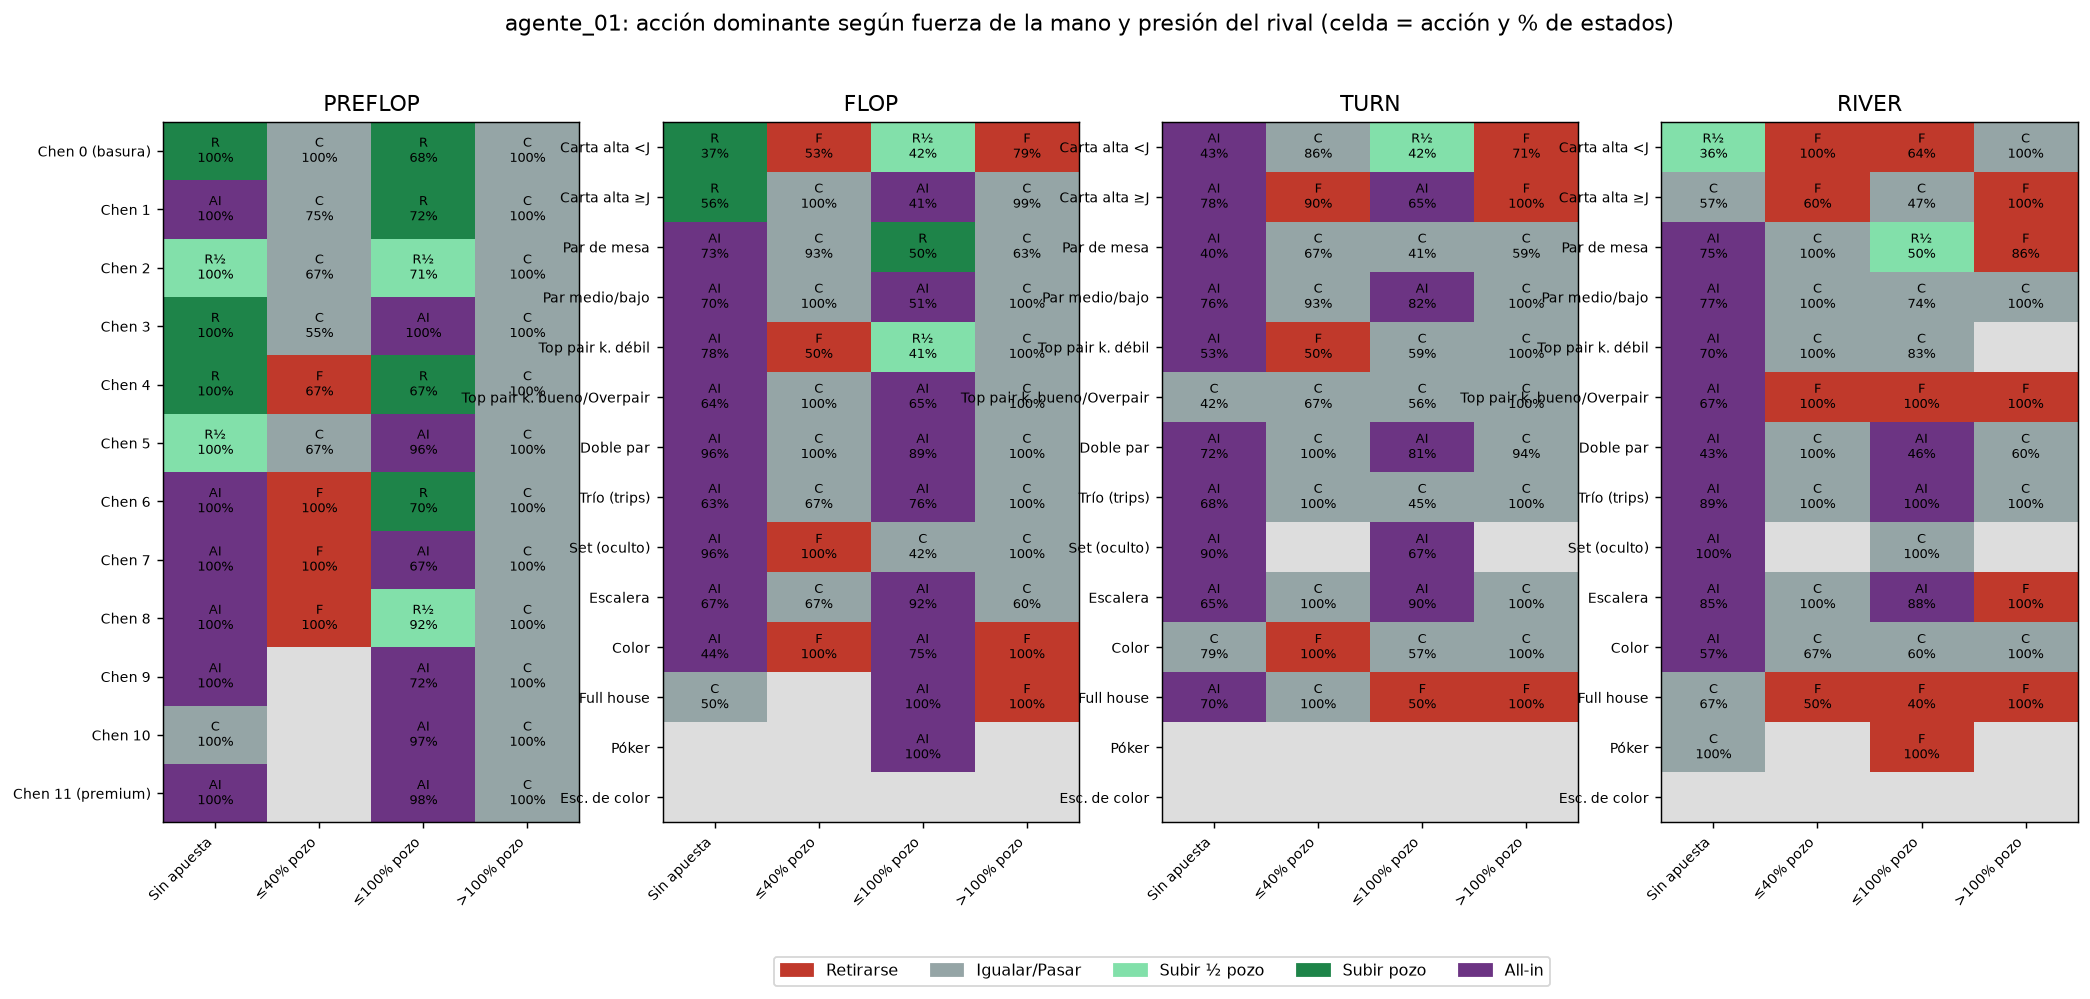 agente_01: acción dominante según fuerza de la mano y presión del rival (celda = acción y % de estados)
PREFLOP
Chen 0 (basura) R 100% C 100% R 68% C 100%
Chen 1 AI 100% C 75% R 72% C 100%
Chen 2 R½ 100% C 67% R½ 71% C 100%
Chen 3 R 100% C 55% AI 100% C 100%
Chen 4 R 100% F 67% R 67% C 100%
Chen 5 R½ 100% C 67% AI 96% C 100%
Chen 6 AI 100% F 100% R 70% C 100%
Chen 7 AI 100% F 100% AI 67% C 100%
Chen 8 AI 100% F 100% R½ 92% C 100%
Chen 9 AI 100% AI 72% C 100%
Chen 10 C 100% AI 97% C 100%
Chen 11 (premium) AI 100% AI 98% C 100%
Sin apuesta ≤40% pozo ≤100% pozo >100% pozo
FLOP
Carta alta <J R 37% F 53% R½ 42% F 79%
Carta alta ≥J R 56% C 100% AI 41% C 99%
Par de mesa AI 73% C 93% R 50% C 63%
Par medio/bajo AI 70% C 100% AI 51% C 100%
Top pair k. débil AI 78% F 50% R½ 41% C 100%
Top pair k. bueno/Overpair AI 64% C 100% AI 65% C 100%
Doble par AI 96% C 100% AI 89% C 100%
Trío (trips) AI 63% C 67% AI 76% C 100%
Set (oculto) AI 96% F 100% C 42% C 100%
Escalera AI 67% C 67% AI 92% C 60%
Color AI 44% F 100% AI 75% F 100%
Full house C 50% AI 100% F 100%
Póker AI 100%
Esc. de color
Sin apuesta ≤40% pozo ≤100% pozo >100% pozo
TURN
Carta alta <J AI 43% C 86% R½ 42% F 71%
Carta alta ≥J AI 78% F 90% AI 65% F 100%
Par de mesa AI 40% C 67% C 41% C 59%
Par medio/bajo AI 76% C 93% AI 82% C 100%
Top pair k. débil AI 53% F 50% C 59% C 100%
Top pair k. bueno/Overpair C 42% C 67% C 56% C 100%
Doble par AI 72% C 100% AI 81% C 94%
Trío (trips) AI 68% C 100% C 45% C 100%
Set (oculto) AI 90% AI 67%
Escalera AI 65% C 100% AI 90% C 100%
Color C 79% F 100% C 57% C 100%
Full house AI 70% C 100% F 50% F 100%
Póker
Esc. de color
Sin apuesta ≤40% pozo ≤100% pozo >100% pozo
RIVER
Carta alta <J R½ 36% F 100% F 64% C 100%
Carta alta ≥J C 57% F 60% C 47% F 100%
Par de mesa AI 75% C 100% R½ 50% F 86%
Par medio/bajo AI 77% C 100% C 74% C 100%
Top pair k. débil AI 70% C 100% C 83%
Top pair k. bueno/Overpair AI 67% F 100% F 100% F 100%
Doble par AI 43% C 100% AI 46% C 60%
Trío (trips) AI 89% C 100% AI 100% C 100%
Set (oculto) AI 100% C 100%
Escalera AI 85% C 100% AI 88% F 100%
Color AI 57% C 67% C 60% C 100%
Full house C 67% F 50% F 40% F 100%
Póker C 100% F 100%
Esc. de color
Sin apuesta ≤40% pozo ≤100% pozo >100% pozo
Retirarse Igualar/Pasar Subir ½ pozo Subir pozo All-in